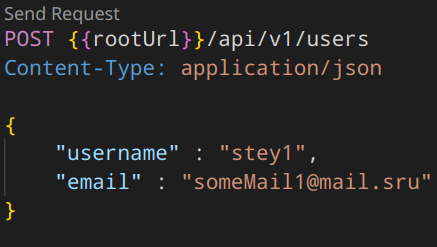 Send Request
POST {{rootUrl}}/api/v1/users
Content-Type: application/json
{
"username" : "stey1",
"email" : "someMail1@mail.sru"
}